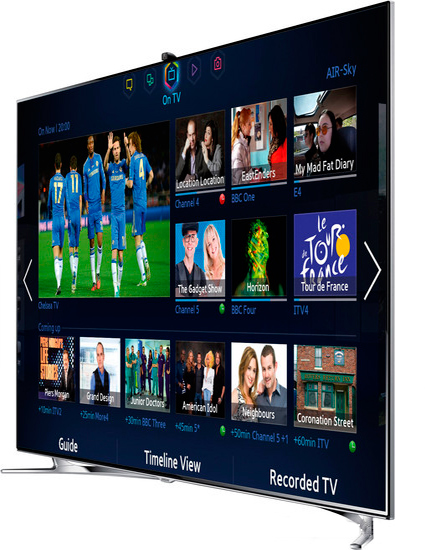 AIR-Sky
On TV
On Now | 20:00
17
11
4
Chelsea TV
Location Location
Channel 4
EastEnders
BBC One
My Mad Fat Diary
E4
The Gadget Show
Channel 5
Horizon
BBC Four
Le
TOUR
de
FRANCE
Tour de France
ITV4
Coming up
Piers Morgan
+10min ITV2
Grand Design
+25min More4
Junior Doctors
+30min BBC Three
American Idol
+45min 5*
Neighbours
+50min Channel 5 +1
Coronation Street
+60min ITV
Guide
Timeline View
Recorded TV